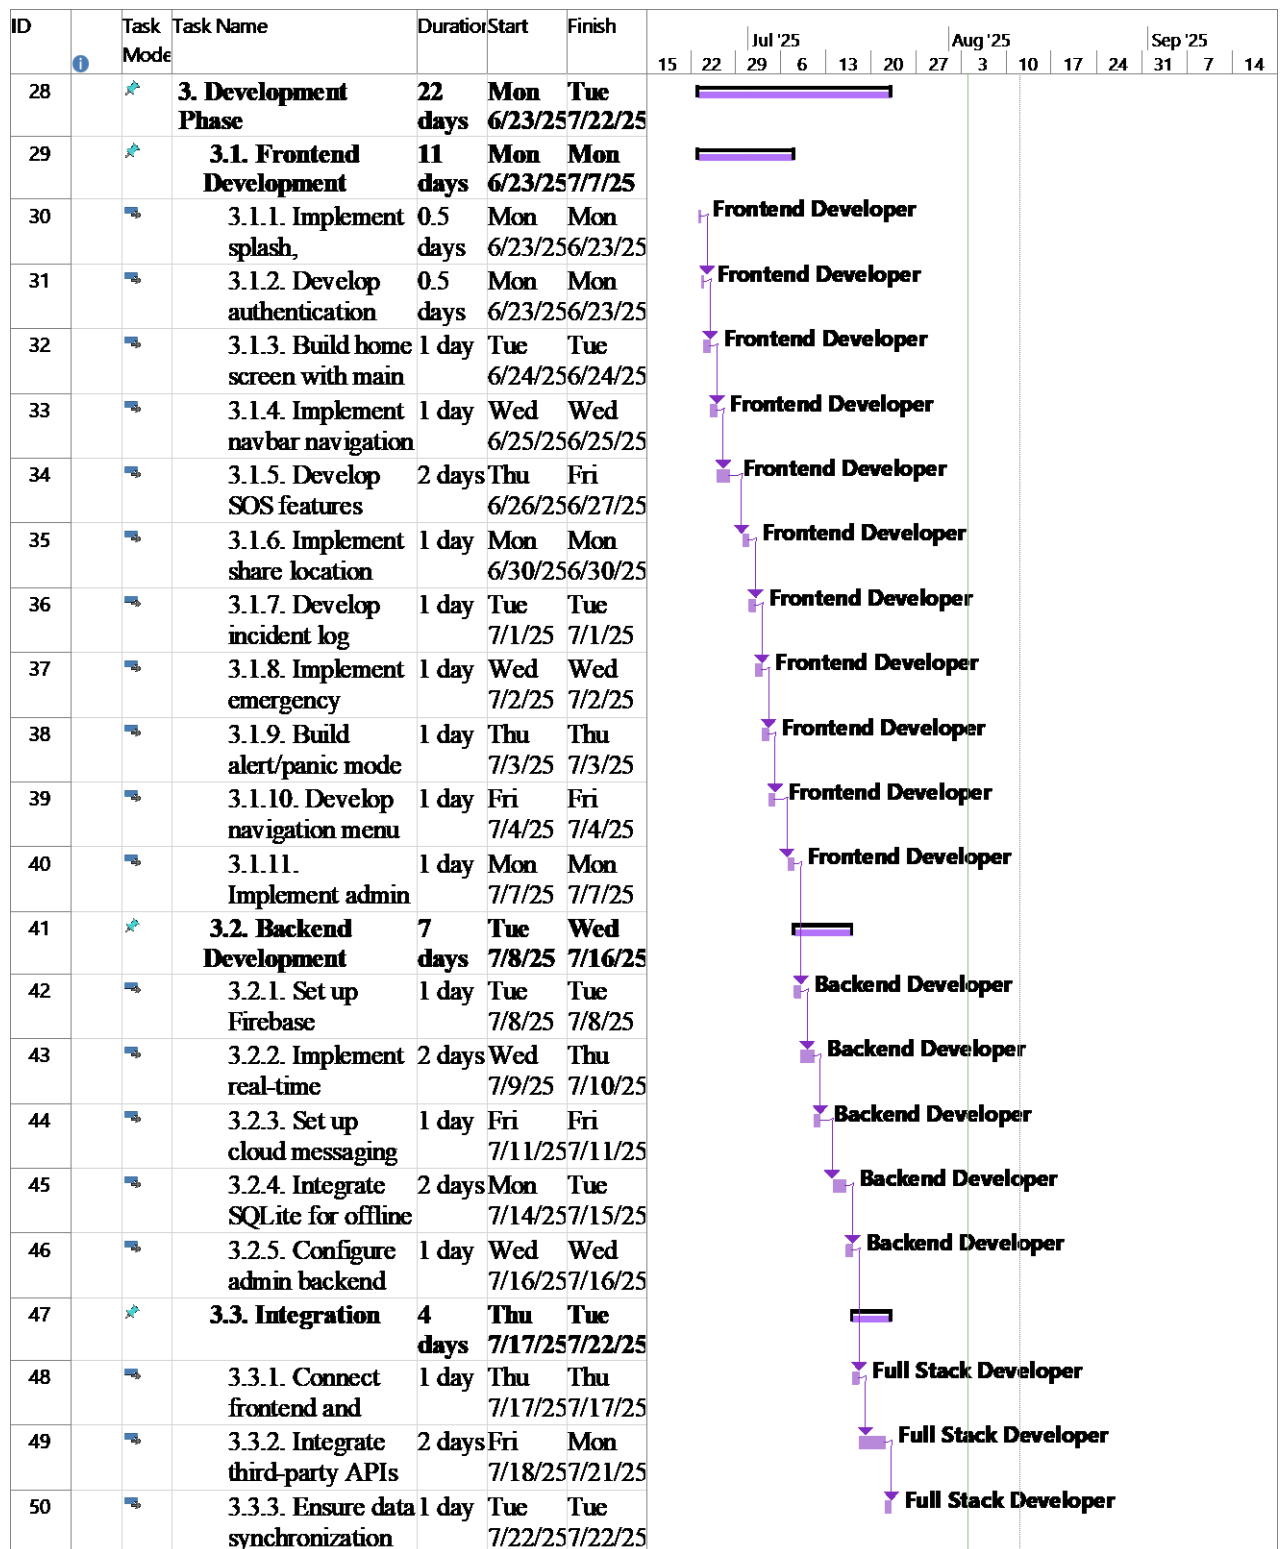 ID Task Mode Task Name Duration Start Finish
Jul '25 Aug '25 Sep '25
15 22 29 6 13 20 27 3 10 17 24 31 7 14
28 3. Development 22 Mon Tue
Phase days 6/23/25 7/22/25
29 3.1. Frontend 11 Mon Mon
Development days 6/23/25 7/7/25
30 3.1.1. Implement 0.5 Mon Mon Frontend Developer
splash, days 6/23/25 6/23/25
31 3.1.2. Develop 0.5 Mon Mon Frontend Developer
authentication days 6/23/25 6/23/25
32 3.1.3. Build home 1 day Tue Tue Frontend Developer
screen with main 6/24/25 6/24/25
33 3.1.4. Implement 1 day Wed Wed Frontend Developer
navbar navigation 6/25/25 6/25/25
34 3.1.5. Develop 2 days Thu Fri Frontend Developer
SOS features 6/26/25 6/27/25
35 3.1.6. Implement 1 day Mon Mon Frontend Developer
share location 6/30/25 6/30/25
36 3.1.7. Develop 1 day Tue Tue Frontend Developer
incident log 7/1/25 7/1/25
37 3.1.8. Implement 1 day Wed Wed Frontend Developer
emergency 7/2/25 7/2/25
38 3.1.9. Build 1 day Thu Thu Frontend Developer
alert/panic mode 7/3/25 7/3/25
39 3.1.10. Develop 1 day Fri Fri Frontend Developer
navigation menu 7/4/25 7/4/25
40 3.1.11. 1 day Mon Mon Frontend Developer
Implement admin 7/7/25 7/7/25
41 3.2. Backend 7 Tue Wed
Development days 7/8/25 7/16/25
42 3.2.1. Set up 1 day Tue Tue Backend Developer
Firebase 7/8/25 7/8/25
43 3.2.2. Implement 2 days Wed Thu Backend Developer
real-time 7/9/25 7/10/25
44 3.2.3. Set up 1 day Fri Fri Backend Developer
cloud messaging 7/11/25 7/11/25
45 3.2.4. Integrate 2 days Mon Tue Backend Developer
SQLite for offline 7/14/25 7/15/25
46 3.2.5. Configure 1 day Wed Wed Backend Developer
admin backend 7/16/25 7/16/25
47 3.3. Integration 4 Thu Tue
days 7/17/25 7/22/25
48 3.3.1. Connect 1 day Thu Thu Full Stack Developer
frontend and 7/17/25 7/17/25
49 3.3.2. Integrate 2 days Fri Mon Full Stack Developer
third-party APIs 7/18/25 7/21/25
50 3.3.3. Ensure data 1 day Tue Tue Full Stack Developer
synchronization 7/22/25 7/22/25